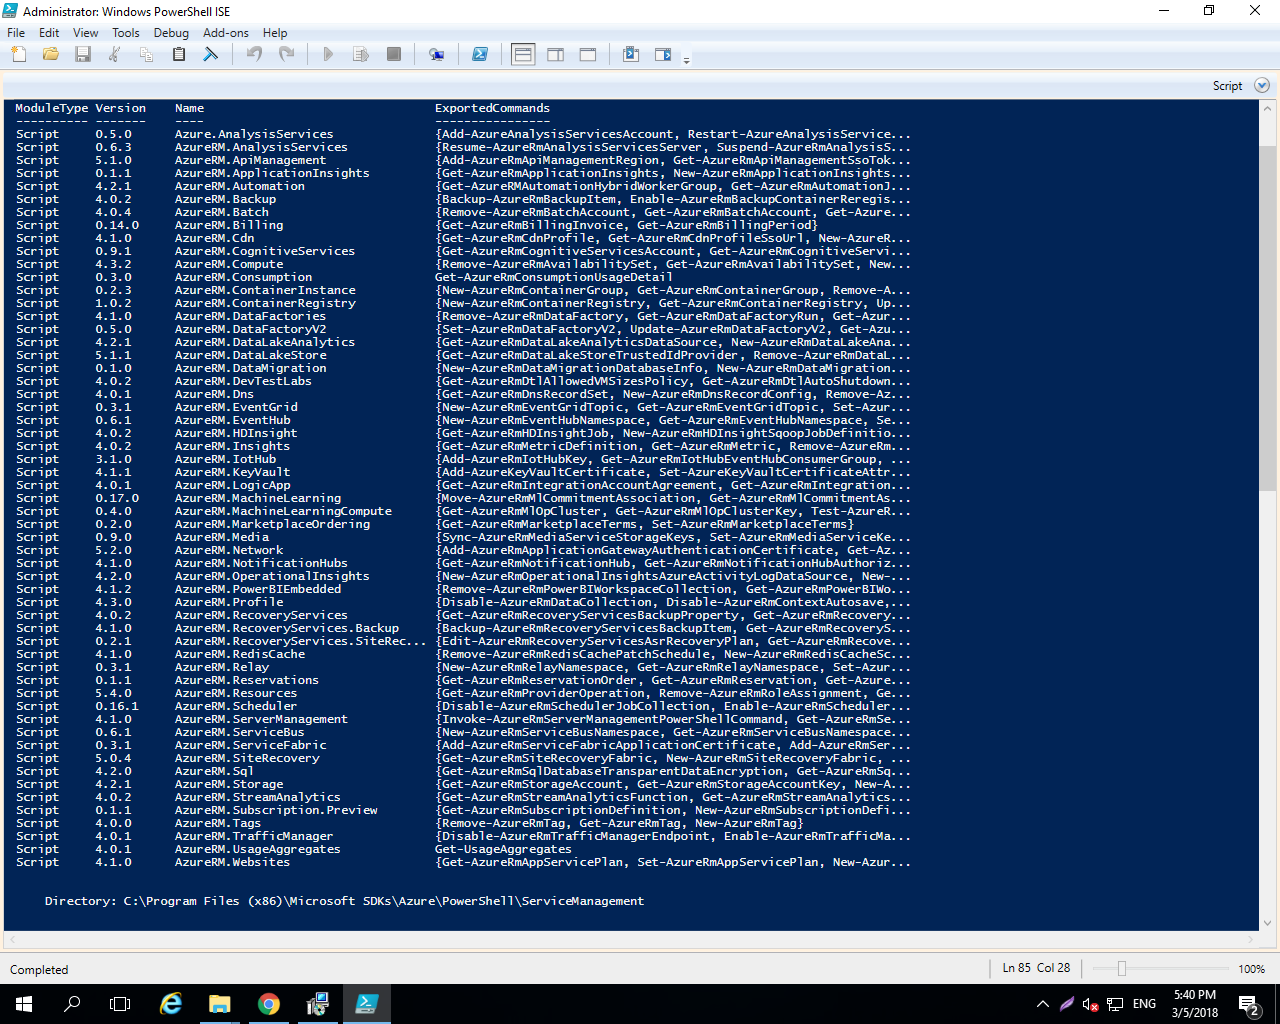 Administrator: Windows PowerShell ISE
File Edit View Tools Debug Add-ons Help
Script
ModuleType Version Name ExportedCommands
---------- ------- ---- ----------------
Script 0.5.0 Azure.AnalysisServices {Add-AzureAnalysisServicesAccount, Restart-AzureAnalysisService...
Script 0.6.3 AzureRM.AnalysisServices {Resume-AzureRmAnalysisServicesServer, Suspend-AzureRmAnalysisS...
Script 5.1.0 AzureRM.ApiManagement {Add-AzureRmApiManagementRegion, Get-AzureRmApiManagementSsoTok...
Script 0.1.1 AzureRM.ApplicationInsights {Get-AzureRmApplicationInsights, New-AzureRmApplicationInsights...
Script 4.2.1 AzureRM.Automation {Get-AzureRMAutomationHybridWorkerGroup, Get-AzureRmAutomationJ...
Script 4.0.2 AzureRM.Backup {Backup-AzureRmBackupItem, Enable-AzureRmBackupContainerReregis...
Script 4.0.4 AzureRM.Batch {Remove-AzureRmBatchAccount, Get-AzureRmBatchAccount, Get-Azure...
Script 0.14.0 AzureRM.Billing {Get-AzureRmBillingInvoice, Get-AzureRmBillingPeriod}
Script 4.1.0 AzureRM.Cdn {Get-AzureRmCdnProfile, Get-AzureRmCdnProfileSsoUrl, New-AzureR...
Script 0.9.1 AzureRM.CognitiveServices {Get-AzureRmCognitiveServicesAccount, Get-AzureRmCognitiveServi...
Script 4.3.2 AzureRM.Compute {Remove-AzureRmAvailabilitySet, Get-AzureRmAvailabilitySet, New...
Script 0.3.0 AzureRM.Consumption Get-AzureRmConsumptionUsageDetail
Script 0.2.3 AzureRM.ContainerInstance {New-AzureRmContainerGroup, Get-AzureRmContainerGroup, Remove-A...
Script 1.0.2 AzureRM.ContainerRegistry {New-AzureRmContainerRegistry, Get-AzureRmContainerRegistry, Up...
Script 4.1.0 AzureRM.DataFactories {Remove-AzureRmDataFactory, Get-AzureRmDataFactoryRun, Get-Azur...
Script 0.5.0 AzureRM.DataFactoryV2 {Set-AzureRmDataFactoryV2, Update-AzureRmDataFactoryV2, Get-Azu...
Script 4.2.1 AzureRM.DataLakeAnalytics {Get-AzureRmDataLakeAnalyticsDataSource, New-AzureRmDataLakeAna...
Script 5.1.1 AzureRM.DataLakeStore {Get-AzureRmDataLakeStoreTrustedIdProvider, Remove-AzureRmDataL...
Script 0.1.0 AzureRM.DataMigration {New-AzureRmDataMigrationDatabaseInfo, New-AzureRmDataMigration...
Script 4.0.2 AzureRM.DevTestLabs {Get-AzureRmDtlAllowedVMSizesPolicy, Get-AzureRmDtlAutoShutdown...
Script 4.0.1 AzureRM.Dns {Get-AzureRmDnsRecordSet, New-AzureRmDnsRecordConfig, Remove-Az...
Script 0.3.1 AzureRM.EventGrid {New-AzureRmEventGridTopic, Get-AzureRmEventGridTopic, Set-Azur...
Script 0.6.1 AzureRM.EventHub {New-AzureRmEventHubNamespace, Get-AzureRmEventHubNamespace, Se...
Script 4.0.2 AzureRM.HDInsight {Get-AzureRmHDInsightJob, New-AzureRmHDInsightSqoopJobDefinitio...
Script 4.0.2 AzureRM.Insights {Get-AzureRmMetricDefinition, Get-AzureRmMetric, Remove-AzureRm...
Script 3.1.0 AzureRM.IotHub {Add-AzureRmIotHubKey, Get-AzureRmIotHubEventHubConsumerGroup, ...
Script 4.1.1 AzureRM.KeyVault {Add-AzureKeyVaultCertificate, Set-AzureKeyVaultCertificateAttr...
Script 4.0.1 AzureRM.LogicApp {Get-AzureRmIntegrationAccountAgreement, Get-AzureRmIntegration...
Script 0.17.0 AzureRM.MachineLearning {Move-AzureRmMlCommitmentAssociation, Get-AzureRmMlCommitmentAs...
Script 0.4.0 AzureRM.MachineLearningCompute {Get-AzureRmMlOpCluster, Get-AzureRmMlOpClusterKey, Test-AzureR...
Script 0.2.0 AzureRM.MarketplaceOrdering {Get-AzureRmMarketplaceTerms, Set-AzureRmMarketplaceTerms}
Script 0.9.0 AzureRM.Media {Sync-AzureRmMediaServiceStorageKeys, Set-AzureRmMediaServiceKe...
Script 5.2.0 AzureRM.Network {Add-AzureRmApplicationGatewayAuthenticationCertificate, Get-Az...
Script 4.1.0 AzureRM.NotificationHubs {Get-AzureRmNotificationHub, Get-AzureRmNotificationHubAuthoriz...
Script 4.2.0 AzureRM.OperationalInsights {New-AzureRmOperationalInsightsAzureActivityLogDataSource, New-...
Script 4.1.2 AzureRM.PowerBIEmbedded {Remove-AzureRmPowerBIWorkspaceCollection, Get-AzureRmPowerBIWo...
Script 4.3.0 AzureRM.Profile {Disable-AzureRmDataCollection, Disable-AzureRmContextAutosave,...
Script 4.0.2 AzureRM.RecoveryServices {Get-AzureRmRecoveryServicesBackupProperty, Get-AzureRmRecovery...
Script 4.1.0 AzureRM.RecoveryServices.Backup {Backup-AzureRmRecoveryServicesBackupItem, Get-AzureRmRecoveryS...
Script 0.2.1 AzureRM.RecoveryServices.SiteRec... {Edit-AzureRmRecoveryServicesAsrRecoveryPlan, Get-AzureRmRecove...
Script 4.1.0 AzureRM.RedisCache {Remove-AzureRmRedisCachePatchSchedule, New-AzureRmRedisCacheSc...
Script 0.3.1 AzureRM.Relay {New-AzureRmRelayNamespace, Get-AzureRmRelayNamespace, Set-Azur...
Script 0.1.1 AzureRM.Reservations {Get-AzureRmReservationOrder, Get-AzureRmReservation, Get-Azure...
Script 5.4.0 AzureRM.Resources {Get-AzureRmProviderOperation, Remove-AzureRmRoleAssignment, Ge...
Script 0.16.1 AzureRM.Scheduler {Disable-AzureRmSchedulerJobCollection, Enable-AzureRmScheduler...
Script 4.1.0 AzureRM.ServerManagement {Invoke-AzureRmServerManagementPowerShellCommand, Get-AzureRmSe...
Script 0.6.1 AzureRM.ServiceBus {New-AzureRmServiceBusNamespace, Get-AzureRmServiceBusNamespace...
Script 0.3.1 AzureRM.ServiceFabric {Add-AzureRmServiceFabricApplicationCertificate, Add-AzureRmSer...
Script 5.0.4 AzureRM.SiteRecovery {Get-AzureRmSiteRecoveryFabric, New-AzureRmSiteRecoveryFabric, ...
Script 4.2.0 AzureRM.Sql {Get-AzureRmSqlDatabaseTransparentDataEncryption, Get-AzureRmSq...
Script 4.2.1 AzureRM.Storage {Get-AzureRmStorageAccount, Get-AzureRmStorageAccountKey, New-A...
Script 4.0.2 AzureRM.StreamAnalytics {Get-AzureRmStreamAnalyticsFunction, Get-AzureRmStreamAnalytics...
Script 0.1.1 AzureRM.Subscription.Preview {Get-AzureRmSubscriptionDefinition, New-AzureRmSubscriptionDefi...
Script 4.0.0 AzureRM.Tags {Remove-AzureRmTag, Get-AzureRmTag, New-AzureRmTag}
Script 4.0.1 AzureRM.TrafficManager {Disable-AzureRmTrafficManagerEndpoint, Enable-AzureRmTrafficMa...
Script 4.0.1 AzureRM.UsageAggregates Get-UsageAggregates
Script 4.1.0 AzureRM.Websites {Get-AzureRmAppServicePlan, Set-AzureRmAppServicePlan, New-Azur...
Directory: C:\Program Files (x86)\Microsoft SDKs\Azure\PowerShell\ServiceManagement
Completed Ln 85 Col 28 100%
ENG 5:40 PM
3/5/2018 2